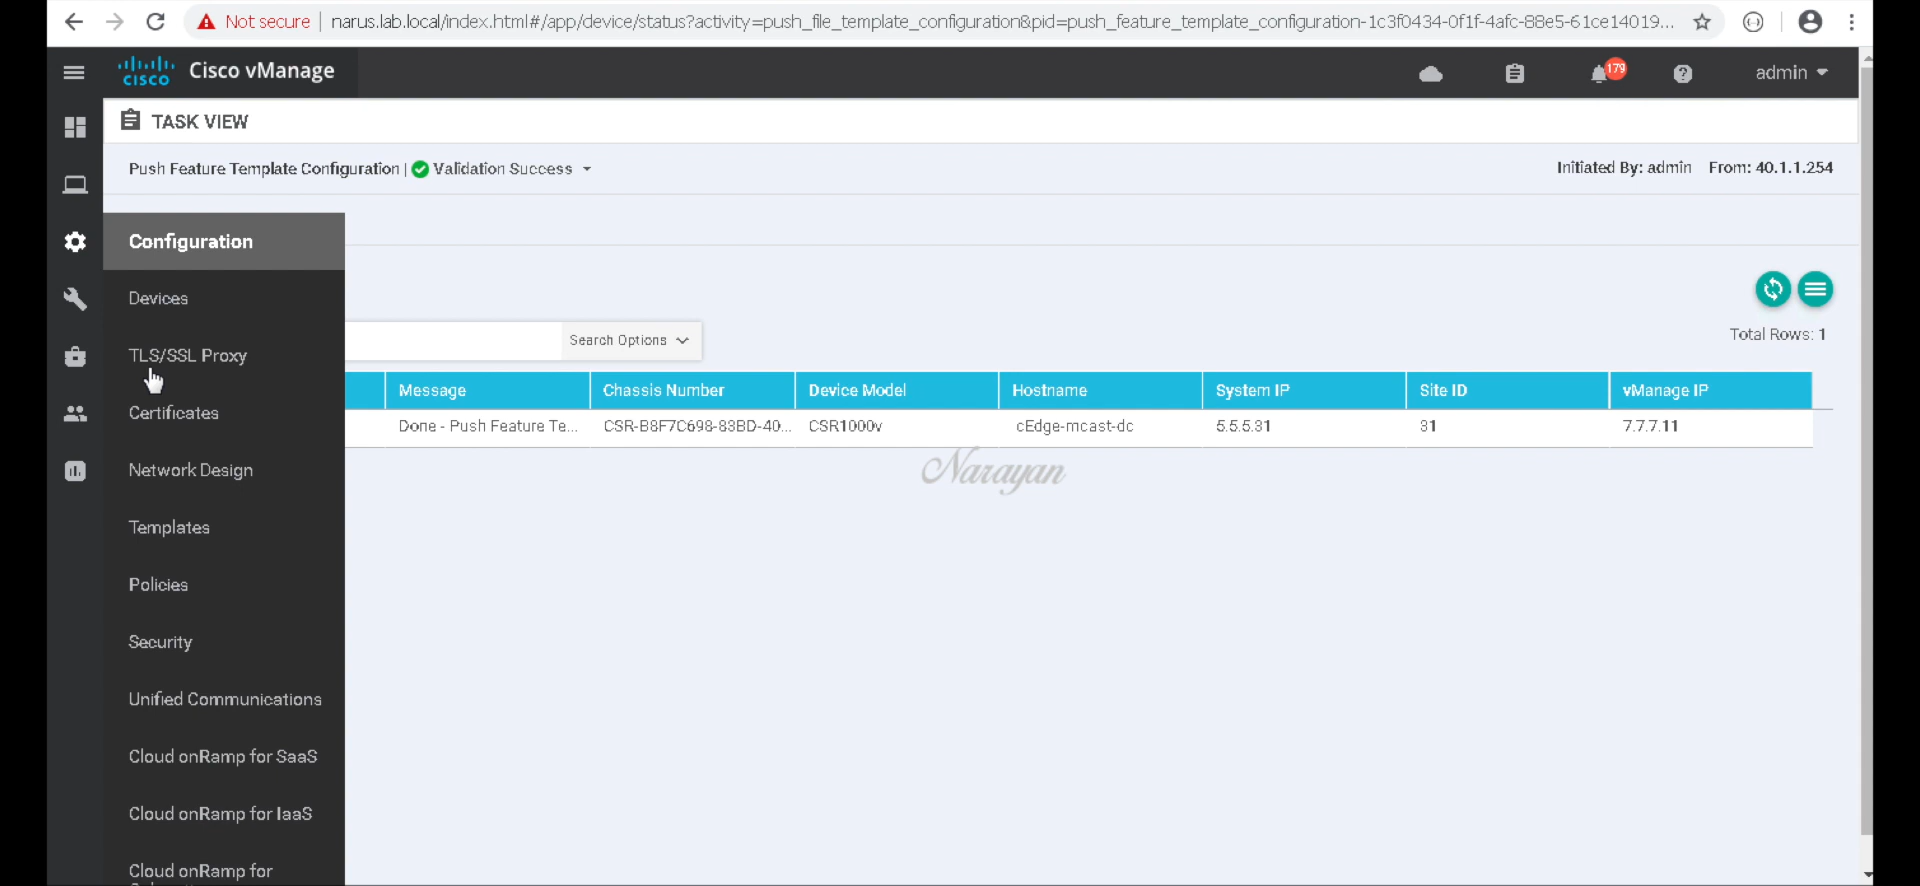 Not secure | narus.lab.local/index.html#/app/device/status?activity=push_file_template_configuration&pid=push_feature_template_configuration-1c3f0434-0f1f-4afc-88e5-61ce14019...
cisco Cisco vManage 179 admin
TASK VIEW
Push Feature Template Configuration | Validation Success Initiated By: admin From: 40.1.1.254
Configuration
Devices
Total Rows: 1
Search Options
TLS/SSL Proxy
Message Chassis Number Device Model Hostname System IP Site ID vManage IP
Certificates
Done - Push Feature Te... CSR-B8F7C698-83BD-40... CSR1000v cEdge-mcast-dc 5.5.5.31 31 7.7.7.11
Narayan
Network Design
Templates
Policies
Security
Unified Communications
Cloud onRamp for SaaS
Cloud onRamp for IaaS
Cloud onRamp for